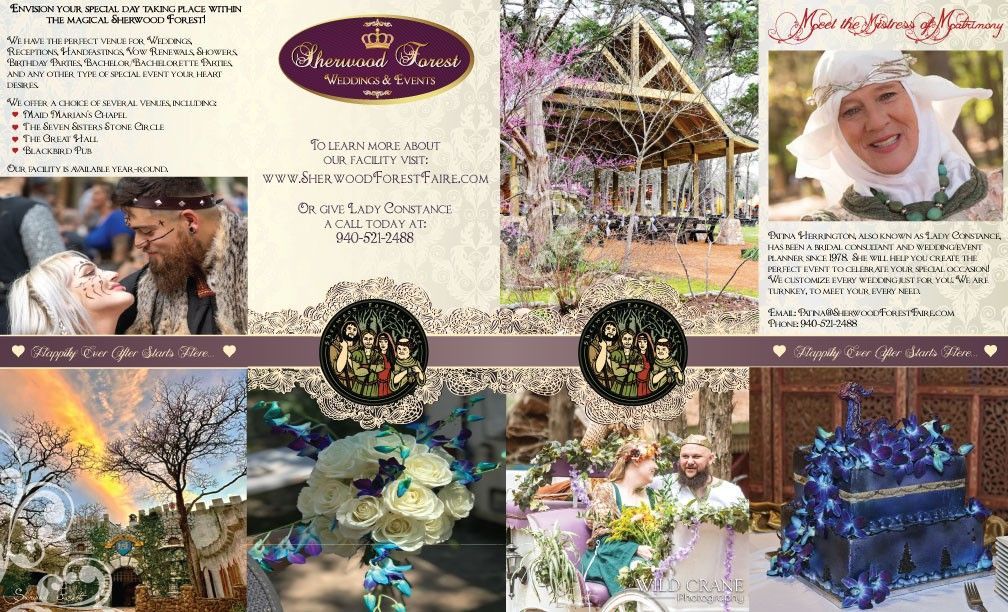 Envision your special day taking place within
the magical Sherwood Forest!
We have the perfect venue for Weddings,
Receptions, Handfastings, Vow Renewals, Showers,
Birthday Parties, Bachelor/Bachelorette Parties,
and any other type of special event your heart
desires.
We offer a choice of several venues, including:
Maid Marian's Chapel
The Seven Sisters Stone Circle
The Great Hall
Blackbird Pub
Our facility is available year-round.
Sherwood Forest
Weddings & Events
To learn more about
our facility visit:
www.SherwoodForestFaire.com
Or give Lady Constance
a call today at:
940-521-2488
Meet the Mistress of Matrimony
Patina Herrington, also known as Lady Constance,
has been a bridal consultant and wedding/event
planner since 1978. She will help you create the
perfect event to celebrate your special occasion!
We customize every wedding just for you. We are
turnkey, to meet your every need.
Email: Patina@SherwoodForestFaire.com
Phone: 940-521-2488
Happily Ever After Starts Here...
Happily Ever After Starts Here...
WILD CRANE
Photography